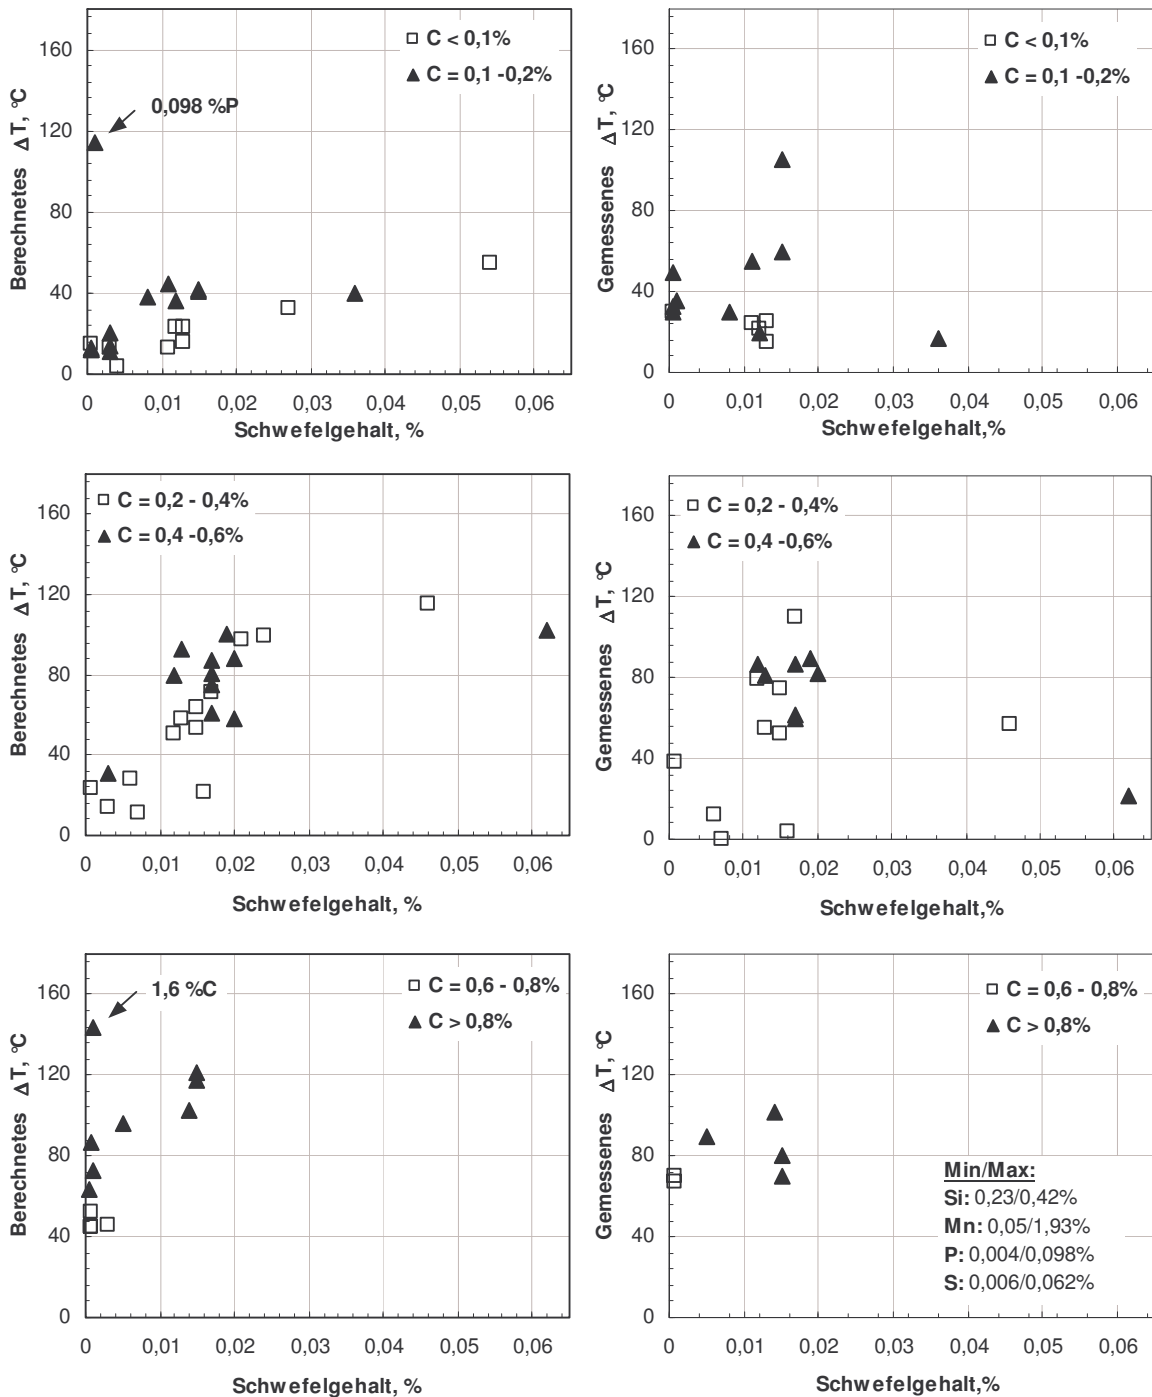 Berechnetes ΔT, °C
160
120
80
40
0
C < 0,1%
C = 0,1 -0,2%
0,098 %P
0 0,01 0,02 0,03 0,04 0,05 0,06
Schwefelgehalt, %
Gemessenes ΔT, °C
160
120
80
40
0
C < 0,1%
C = 0,1 -0,2%
0 0,01 0,02 0,03 0,04 0,05 0,06
Schwefelgehalt,%
Berechnetes ΔT, °C
160
120
80
40
0
C = 0,2 - 0,4%
C = 0,4 -0,6%
0 0,01 0,02 0,03 0,04 0,05 0,06
Schwefelgehalt, %
Gemessenes ΔT, °C
160
120
80
40
0
C = 0,2 - 0,4%
C = 0,4 -0,6%
0 0,01 0,02 0,03 0,04 0,05 0,06
Schwefelgehalt,%
Berechnetes ΔT, °C
160
120
80
40
0
1,6 %C
C = 0,6 - 0,8%
C > 0,8%
0 0,01 0,02 0,03 0,04 0,05 0,06
Schwefelgehalt, %
Gemessenes ΔT, °C
160
120
80
40
0
C = 0,6 - 0,8%
C > 0,8%
Min/Max:
Si: 0,23/0,42%
Mn: 0,05/1,93%
P: 0,004/0,098%
S: 0,006/0,062%
0 0,01 0,02 0,03 0,04 0,05 0,06
Schwefelgehalt,%